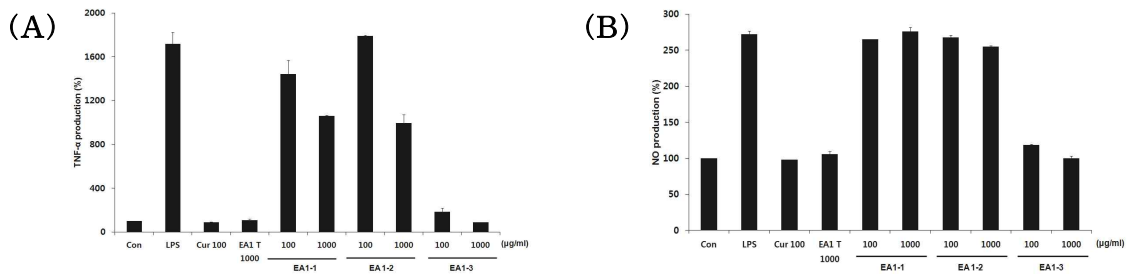 (A)
TNF-α production (%)
2000
1600
1200
800
400
0
Con LPS Cur 100 EA1 T 100 1000 100 1000 100 1000 (μg/ml)
1000
EA1-1 EA1-2 EA1-3
(B)
NO production (%)
300
250
200
150
100
50
0
Con LPS Cur 100 EA1 T 100 1000 100 1000 100 1000 (μg/ml)
1000
EA1-1 EA1-2 EA1-3